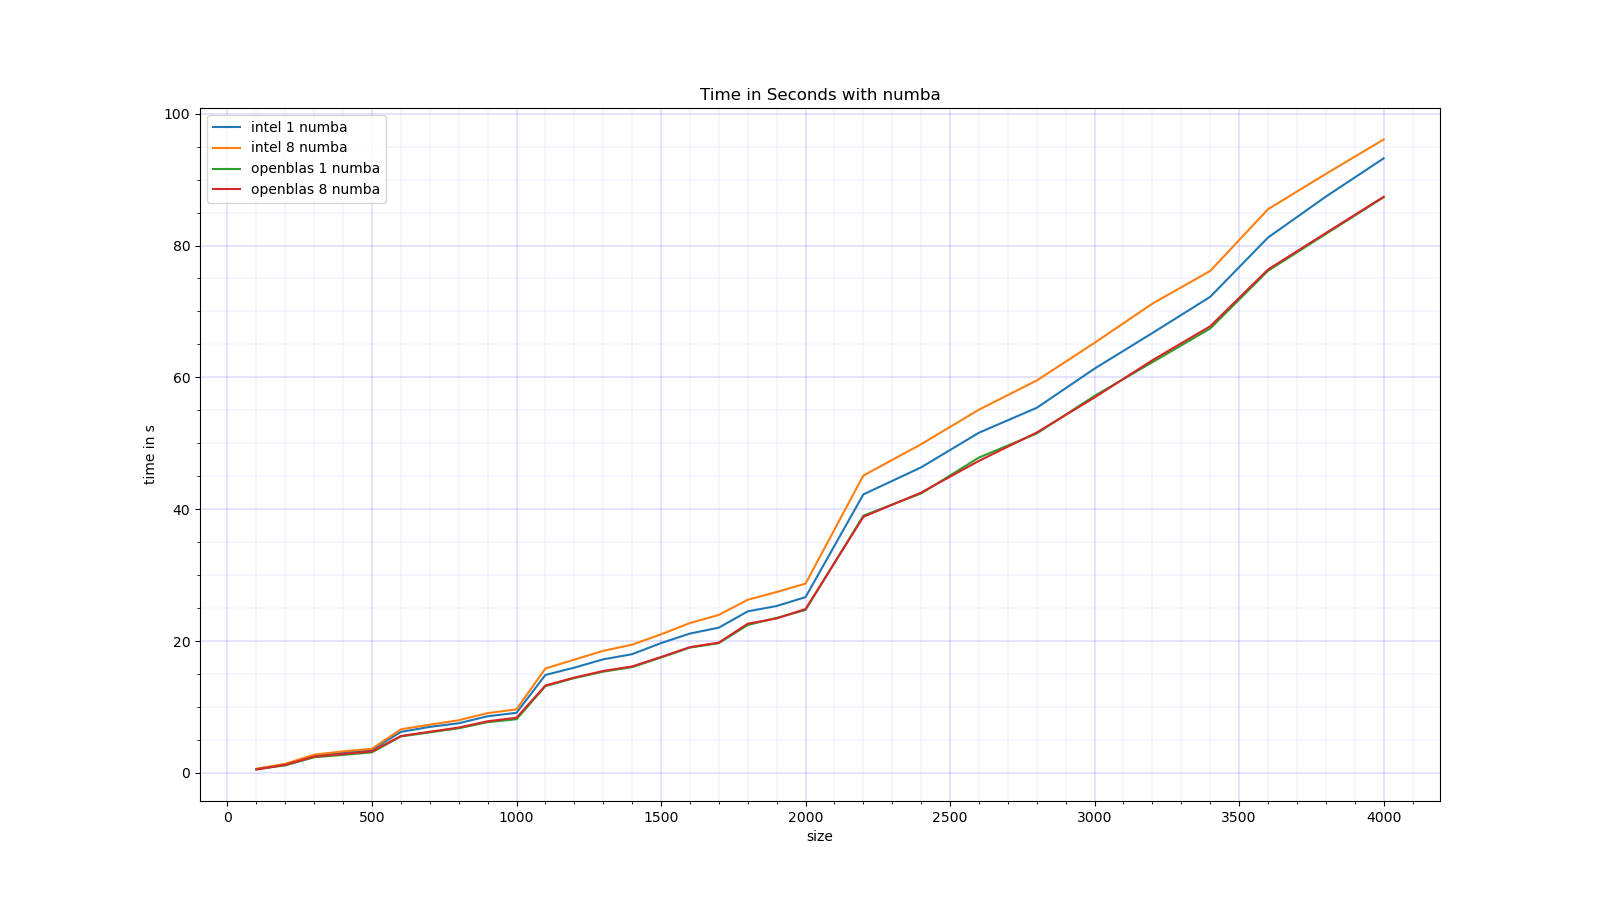 Time in Seconds with numba
100
80
60
40
20
0
time in s
intel 1 numba
intel 8 numba
openblas 1 numba
openblas 8 numba
0 500 1000 1500 2000 2500 3000 3500 4000
size